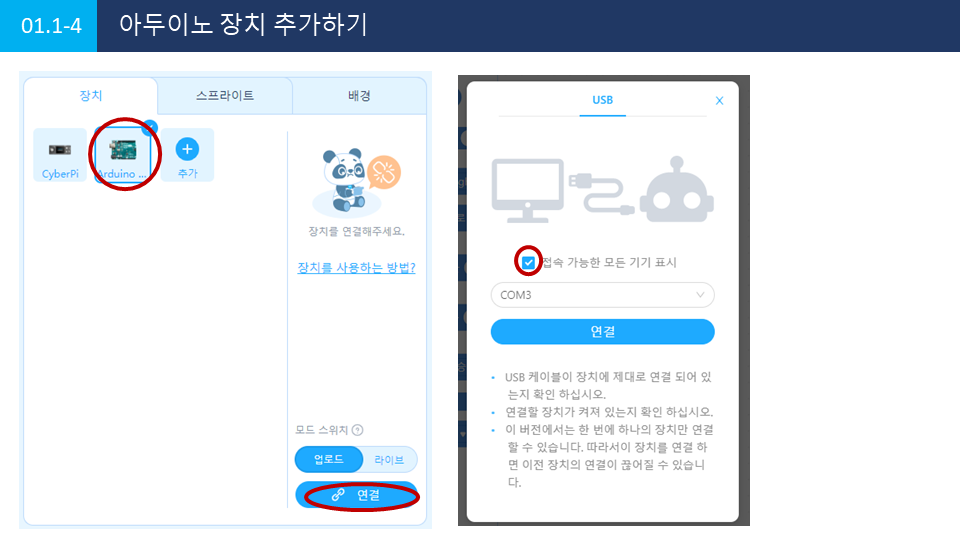 01.1-4
아두이노 장치 추가하기
장치
스프라이트
배경
CyberPi
Arduino ...
추가
장치를 연결해주세요.
장치를 사용하는 방법?
모드 스위치 ?
업로드
라이브
연결
USB
X
접속 가능한 모든 기기 표시
COM3
연결
• USB 케이블이 장치에 제대로 연결 되어 있
는지 확인 하십시오.
• 연결할 장치가 켜져 있는지 확인 하십시오.
• 이 버전에서는 한 번에 하나의 장치만 연결
할 수 있습니다. 따라서이 장치를 연결 하
면 이전 장치의 연결이 끊어질 수 있습니
다.